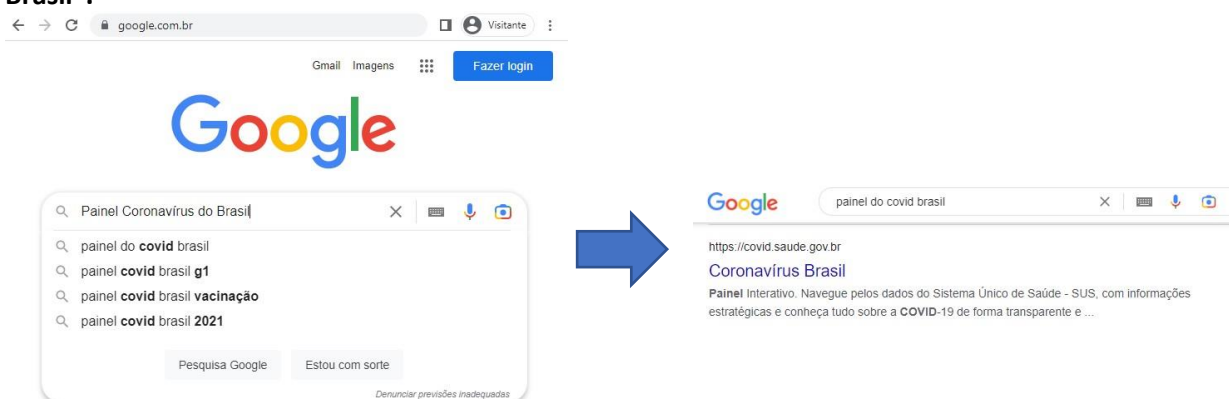 Brasil”.
google.com.br
Visitante
Gmail Imagens
Fazer login
Google
Painel Coronavírus do Brasil
painel do covid brasil
painel covid brasil g1
painel covid brasil vacinação
painel covid brasil 2021
Pesquisa Google Estou com sorte
Denunciar previsões inadequadas
Google painel do covid brasil
https://covid.saude.gov.br
Coronavírus Brasil
Painel Interativo. Navegue pelos dados do Sistema Único de Saúde - SUS, com informações
estratégicas e conheça tudo sobre a COVID-19 de forma transparente e ...